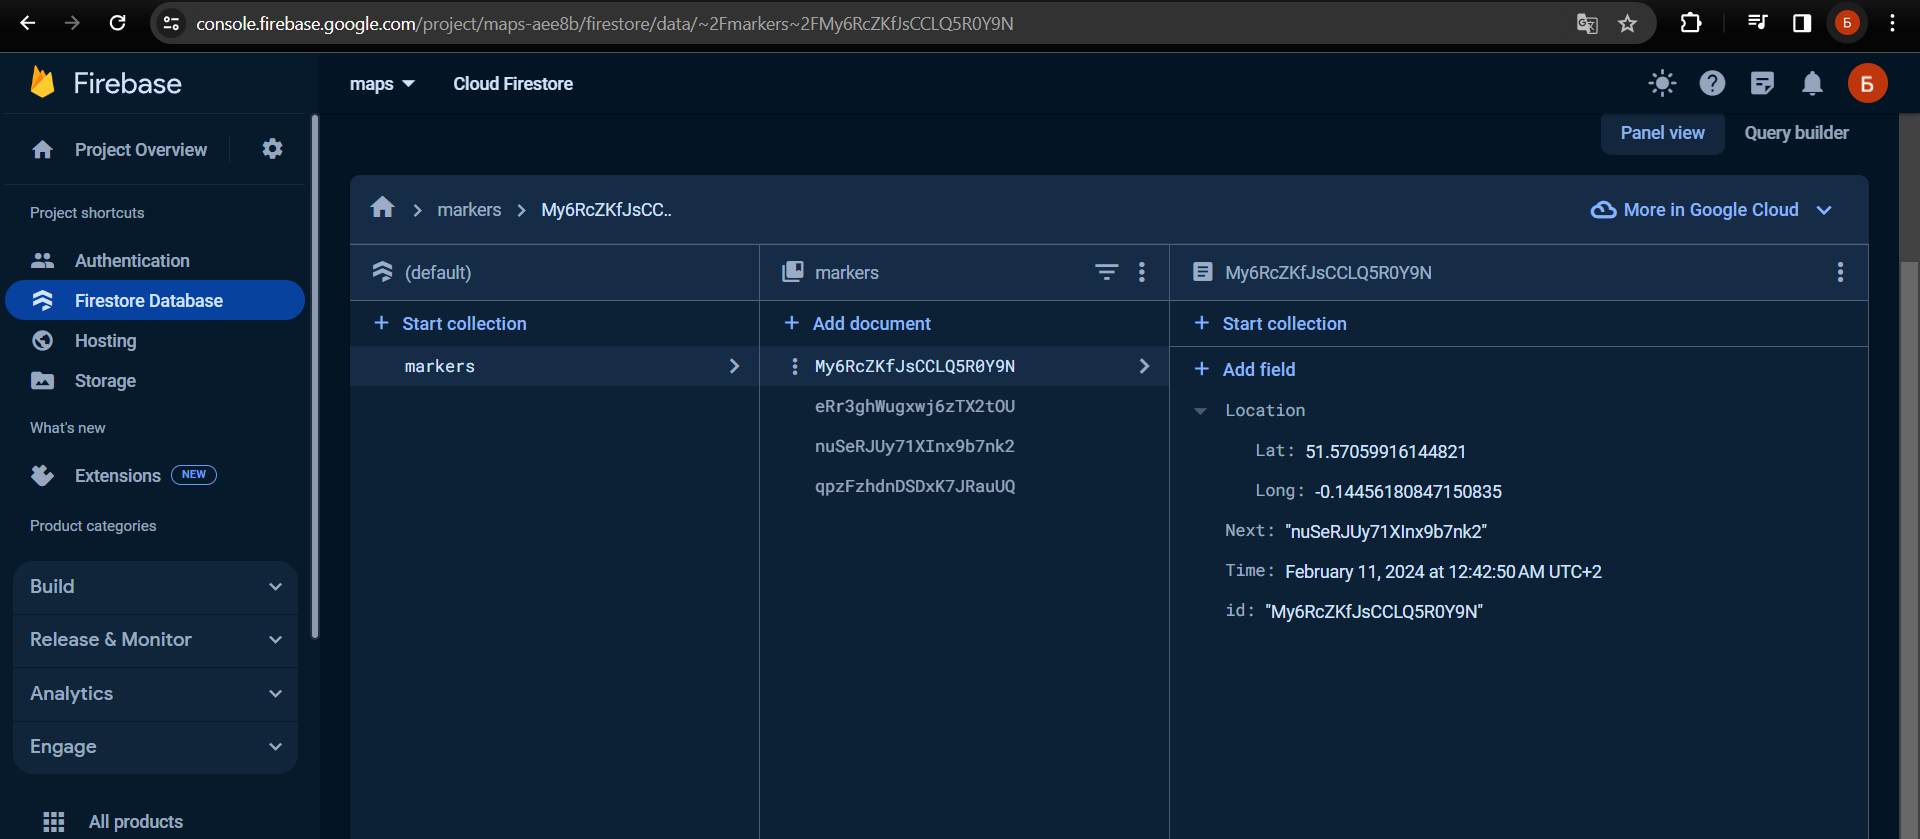 console.firebase.google.com/project/maps-aee8b/firestore/data/~2Fmarkers~2FMy6RcZKfJsCCLQ5R0Y9N
Б
Firebase
maps
Cloud Firestore
Б
Project Overview
Panel view
Query builder
Project shortcuts
markers
My6RcZKfJsCC..
More in Google Cloud
Authentication
(default)
markers
My6RcZKfJsCCLQ5R0Y9N
Firestore Database
Start collection
Add document
Start collection
Hosting
markers
My6RcZKfJsCCLQ5R0Y9N
Add field
Storage
eRr3ghWugxwj6zTX2tOU
Location
What's new
nuSeRJUy71XInx9b7nk2
Lat: 51.57059916144821
Extensions NEW
qpzFzhdnDSDxK7JRauUQ
Long: -0.14456180847150835
Product categories
Next: "nuSeRJUy71XInx9b7nk2"
Build
Time: February 11, 2024 at 12:42:50 AM UTC+2
id: "My6RcZKfJsCCLQ5R0Y9N"
Release & Monitor
Analytics
Engage
All products